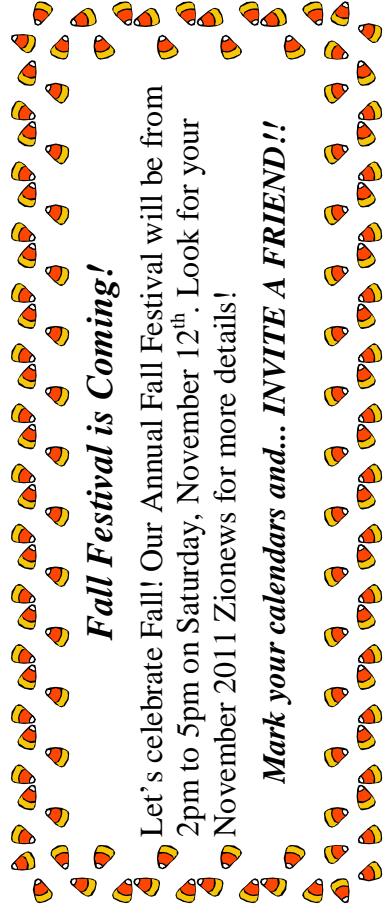 Fall Festival is Coming!
Let's celebrate Fall! Our Annual Fall Festival will be from
2pm to 5pm on Saturday, November 12th. Look for your
November 2011 Zionews for more details!
Mark your calendars and... INVITE A FRIEND!!